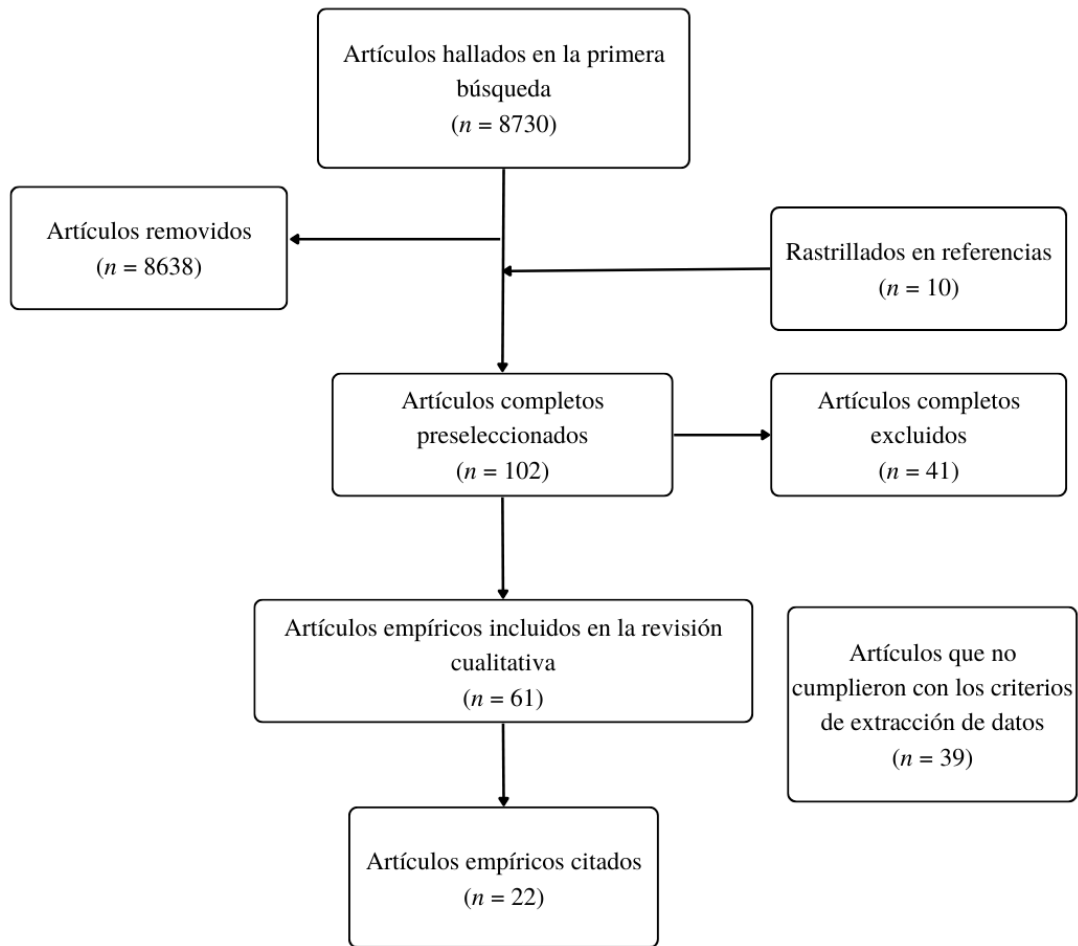 Artículos hallados en la primera
búsqueda
(n = 8730)
Artículos removidos
(n = 8638)
Rastrillados en referencias
(n = 10)
Artículos completos
preseleccionados
(n = 102)
Artículos completos
excluidos
(n = 41)
Artículos empíricos incluidos en la revisión
cualitativa
(n = 61)
Artículos que no
cumplieron con los criterios
de extracción de datos
(n = 39)
Artículos empíricos citados
(n = 22)